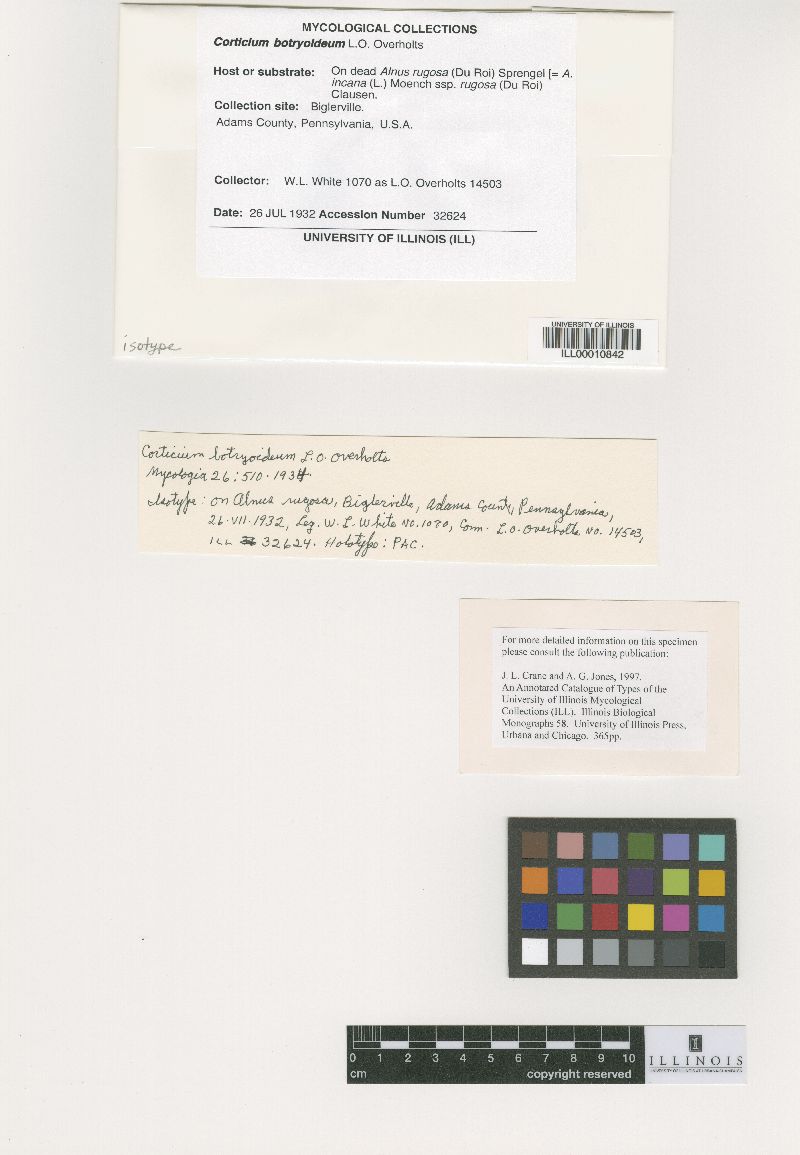 MYCOLOGICAL COLLECTIONS
Corticium botryoideum L.O. Overholts
Host or substrate: On dead Alnus rugosa (Du Roi) Sprengel [= A.
incana (L.) Moench ssp. rugosa (Du Roi)
Clausen.
Collection site: Biglerville.
Adams County, Pennsylvania, U.S.A.
Collector: W.L. White 1070 as L.O. Overholts 14503
Date: 26 JUL 1932 Accession Number 32624
UNIVERSITY OF ILLINOIS (ILL)
isotype
UNIVERSITY OF ILLINOIS
ILL00010842
Corticium botryoideum L.O. Overholts
Mycologia 26:510.1934.
Isotype: on Alnus rugosa, Biglerville, Adams County, Pennsylvania,
26.VII.1932, Leg. W.L. White No. 1070, Com. L.O. Overholts No. 14503,
ILL 32624. Holotype: PAC.
For more detailed information on this specimen
please consult the following publication:
J. L. Crane and A. G. Jones, 1997.
An Annotated Catalogue of Types of the
University of Illinois Mycological
Collections (ILL). Illinois Biological
Monographs 58. University of Illinois Press,
Urbana and Chicago. 365pp.
0 1 2 3 4 5 6 7 8 9 10
cm copyright reserved
I ILLINOIS
UNIVERSITY OF ILLINOIS AT URBANA-CHAMPAIGN